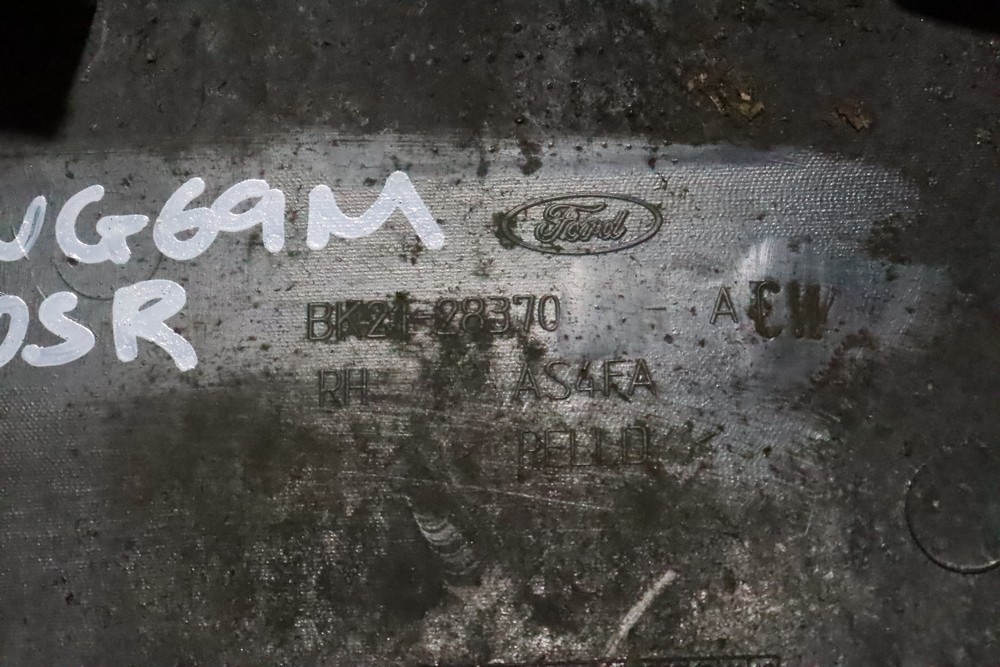 UG69M
Ford
OSR
BK21-28370 - A
RH AS4FA